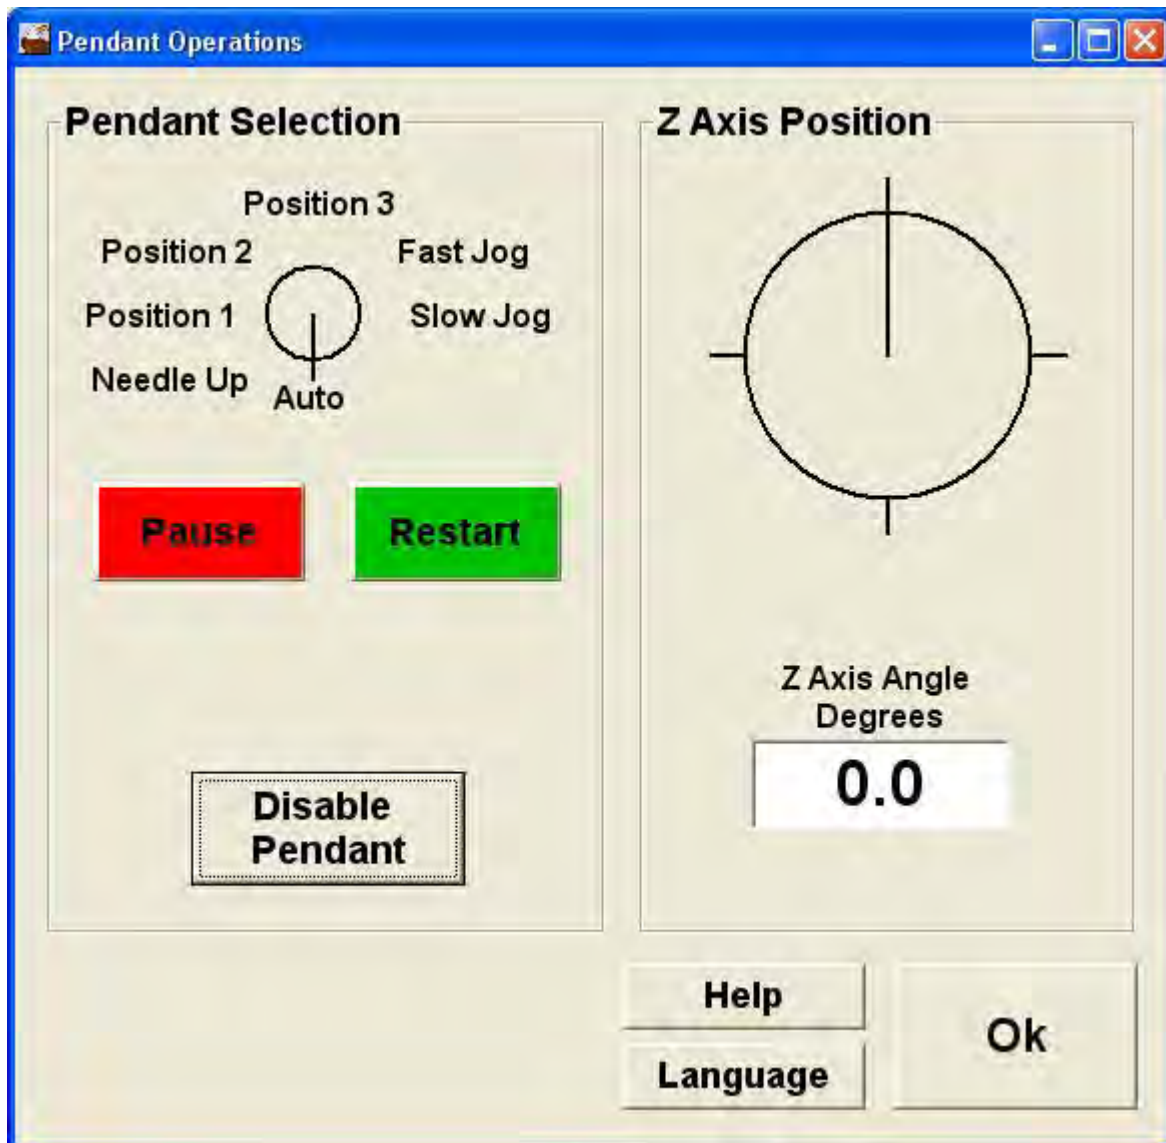 Pendant Operations
Pendant Selection
Position 3
Position 2
Fast Jog
Position 1
Slow Jog
Needle Up
Auto
Pause
Restart
Disable
Pendant
Z Axis Position
Z Axis Angle
Degrees
0.0
Help
Language
Ok